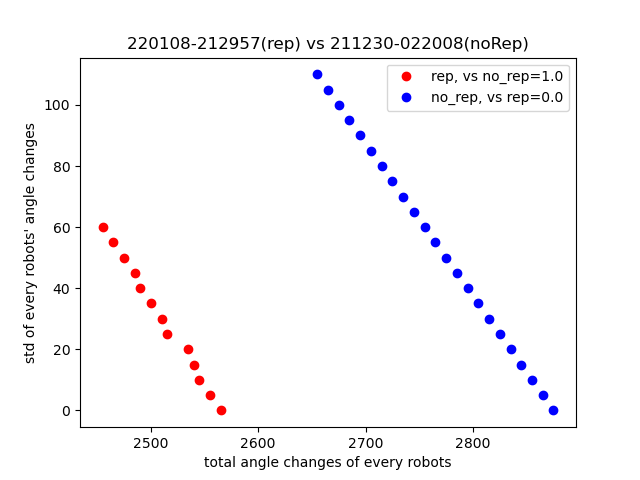 220108-212957(rep) vs 211230-022008(noRep)
rep, vs no_rep=1.0
no_rep, vs rep=0.0
std of every robots' angle changes
100
80
60
40
20
0
2500 2600 2700 2800
total angle changes of every robots